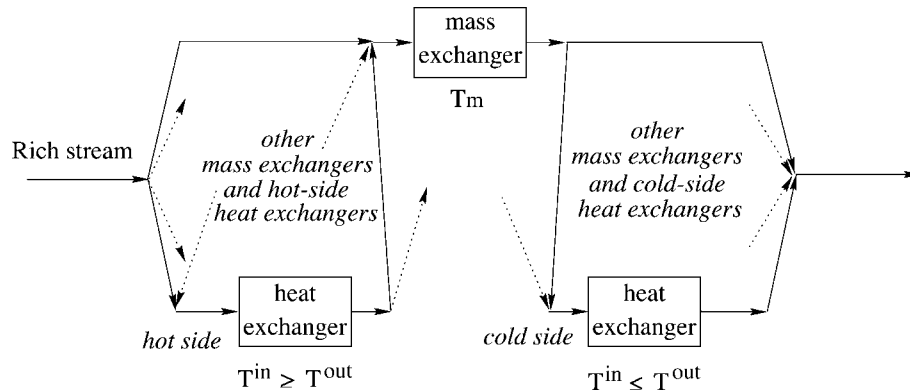 mass
exchanger
Tm
Rich stream
other
mass exchangers
and hot-side
heat exchangers
other
mass exchangers
and cold-side
heat exchangers
heat
exchanger
hot side
T^in ≥ T^out
heat
exchanger
cold side
T^in ≤ T^out